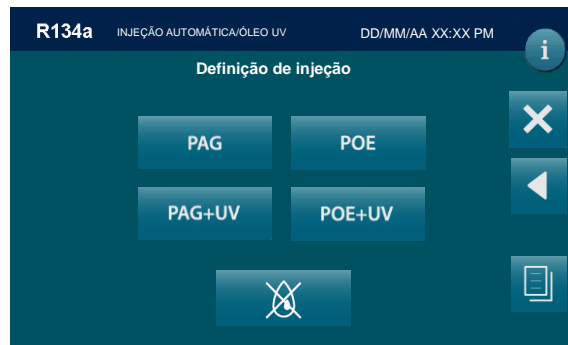 R134a INJEÇÃO AUTOMÁTICA/ÓLEO UV DD/MM/AA XX:XX PM
i
Definição de injeção
PAG POE
PAG+UV POE+UV